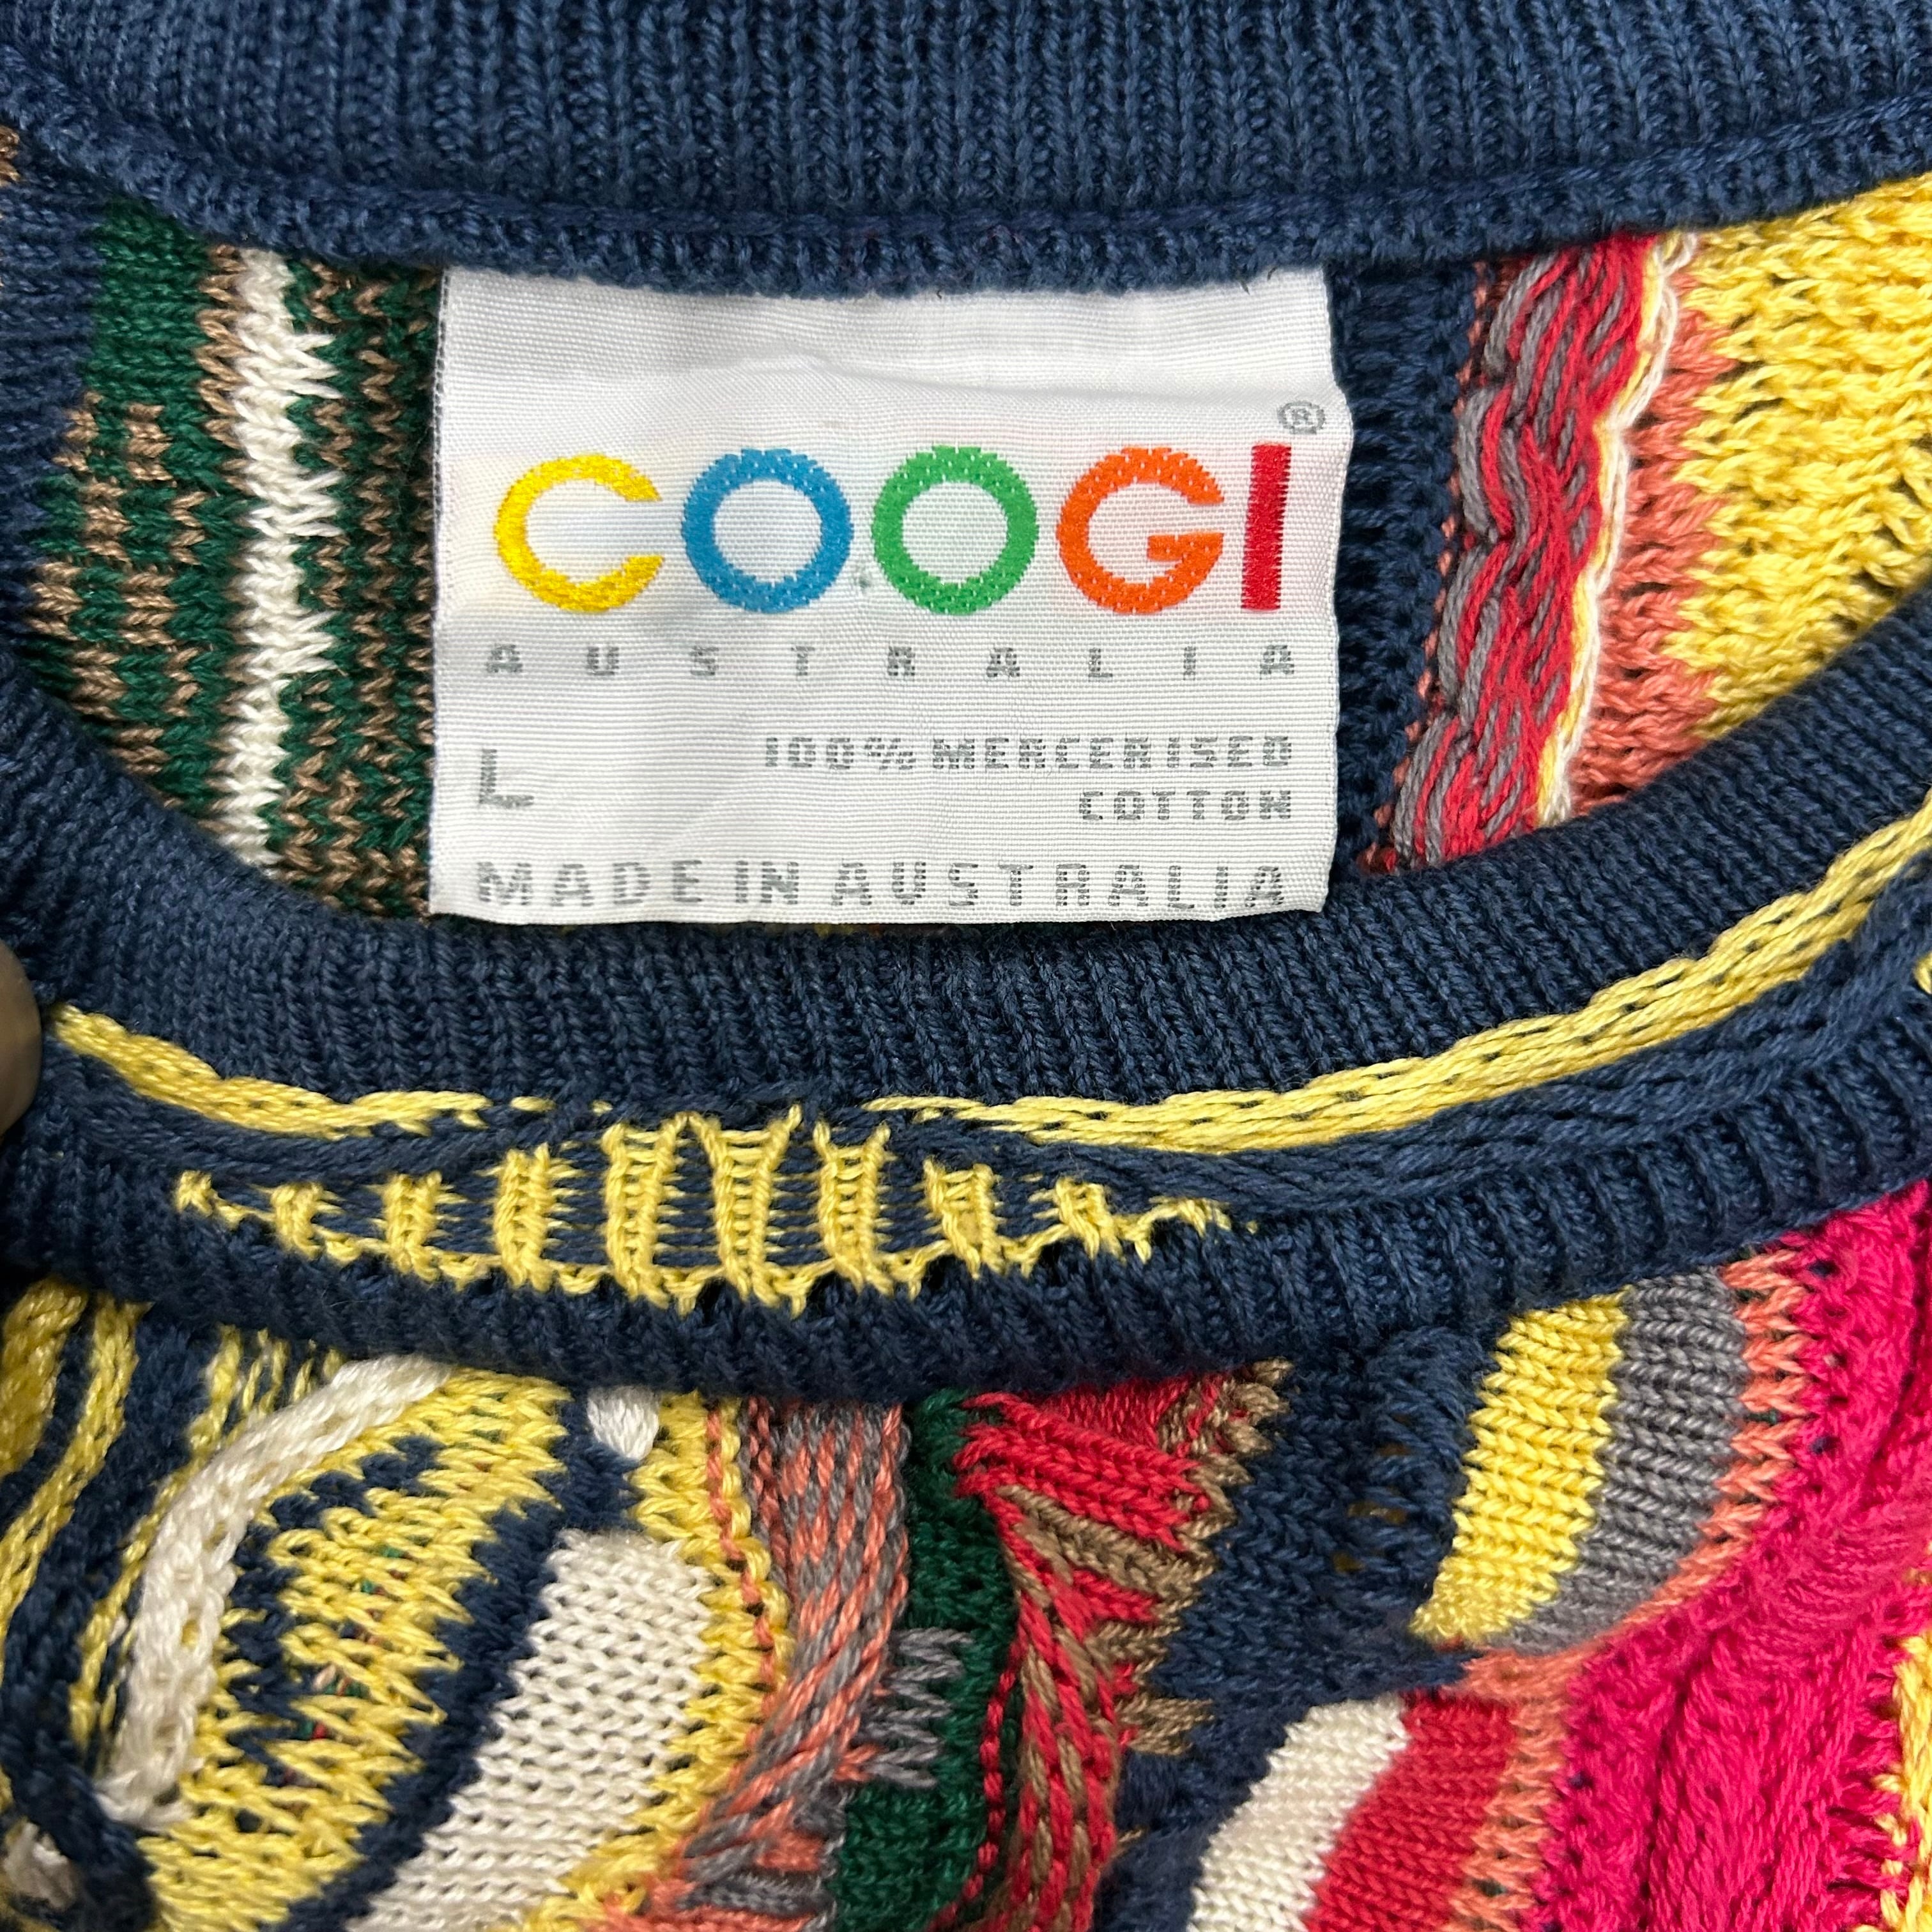 COOGI®
AUSTRALIA
L 100% MERCERISED
COTTON
MADE IN AUSTRALIA